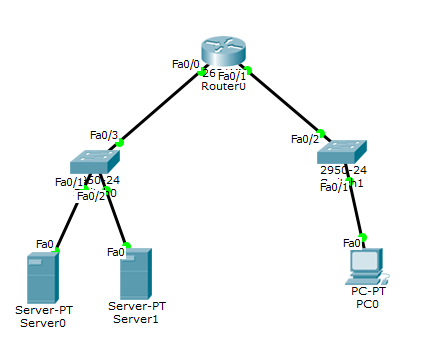 Fa0/0
Fa0/1
Router0
Fa0/3
Fa0/2
2950-24
Fa0/1
Fa0/2
Fa0/1
Fa0
Fa0
Fa0
Server-PT
Server0
Server-PT
Server1
PC-PT
PC0